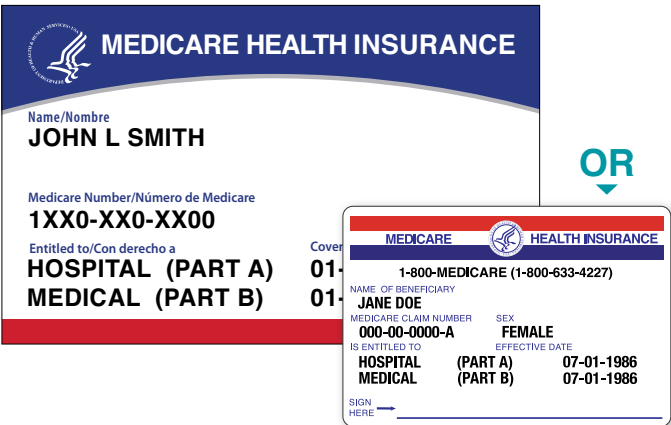 MEDICARE HEALTH INSURANCE
Name/Nombre
JOHN L SMITH
Medicare Number/Número de Medicare
1XX0-XX0-XX00
Entitled to/Con derecho a
HOSPITAL (PART A) 01-
MEDICAL (PART B) 01-
OR
MEDICARE HEALTH INSURANCE
1-800-MEDICARE (1-800-633-4227)
NAME OF BENEFICIARY
JANE DOE
MEDICARE CLAIM NUMBER SEX
000-00-0000-A FEMALE
IS ENTITLED TO EFFECTIVE DATE
HOSPITAL (PART A) 07-01-1986
MEDICAL (PART B) 07-01-1986
SIGN
HERE